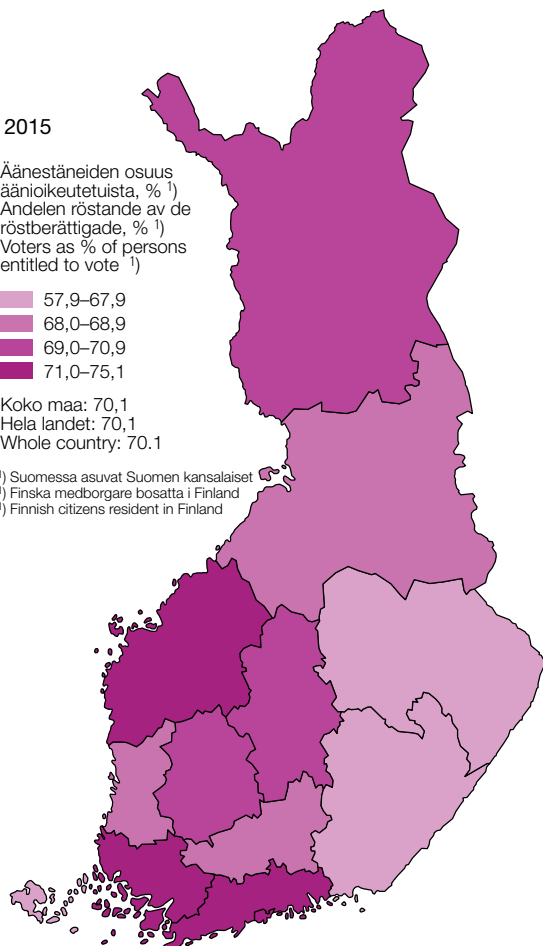 2015
Äänestäneiden osuus
äänioikeutetuista, % ¹)
Andelen röstande av de
röstberättigade, % ¹)
Voters as % of persons
entitled to vote ¹)
57,9–67,9
68,0–68,9
69,0–70,9
71,0–75,1
Koko maa: 70,1
Hela landet: 70,1
Whole country: 70.1
¹) Suomessa asuvat Suomen kansalaiset
¹) Finska medborgare bosatta i Finland
¹) Finnish citizens resident in Finland